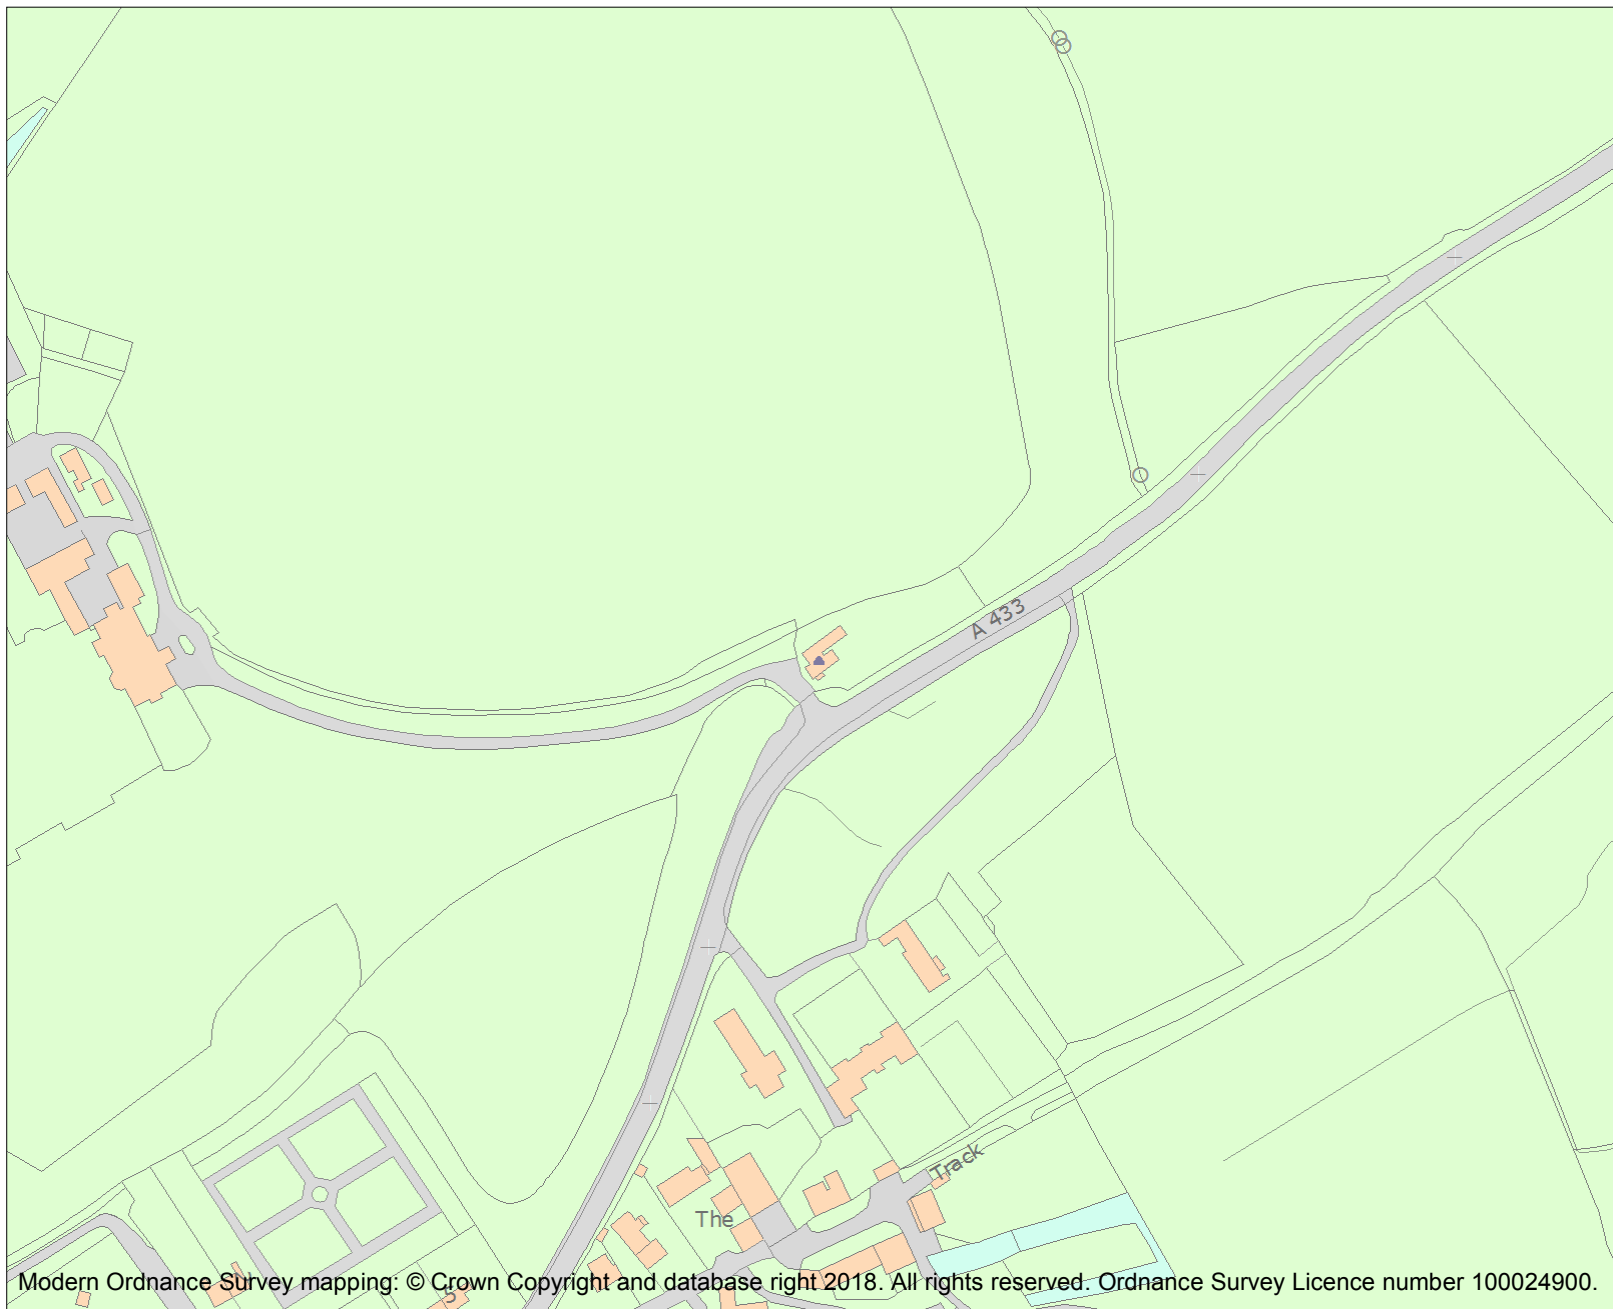 A 433
Track
The
5
Modern Ordnance Survey mapping: © Crown Copyright and database right 2018. All rights reserved. Ordnance Survey Licence number 100024900.